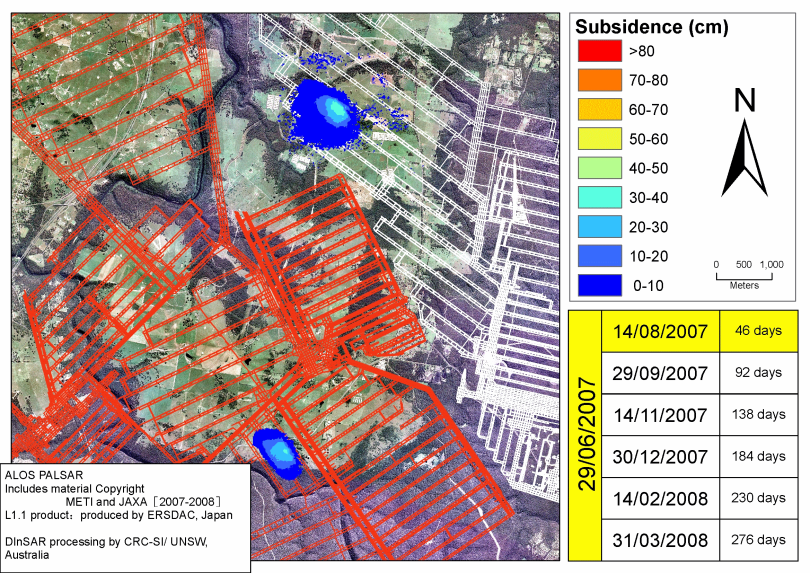 Subsidence (cm)
>80
70-80
60-70
50-60
40-50
30-40
20-30
10-20
0-10
N
0 500 1,000
Meters
29/06/2007
14/08/2007 46 days
29/09/2007 92 days
14/11/2007 138 days
30/12/2007 184 days
14/02/2008 230 days
31/03/2008 276 days
ALOS PALSAR
Includes material Copyright
METI and JAXA［2007-2008］
L1.1 product：produced by ERSDAC, Japan
DInSAR processing by CRC-SI/ UNSW,
Australia